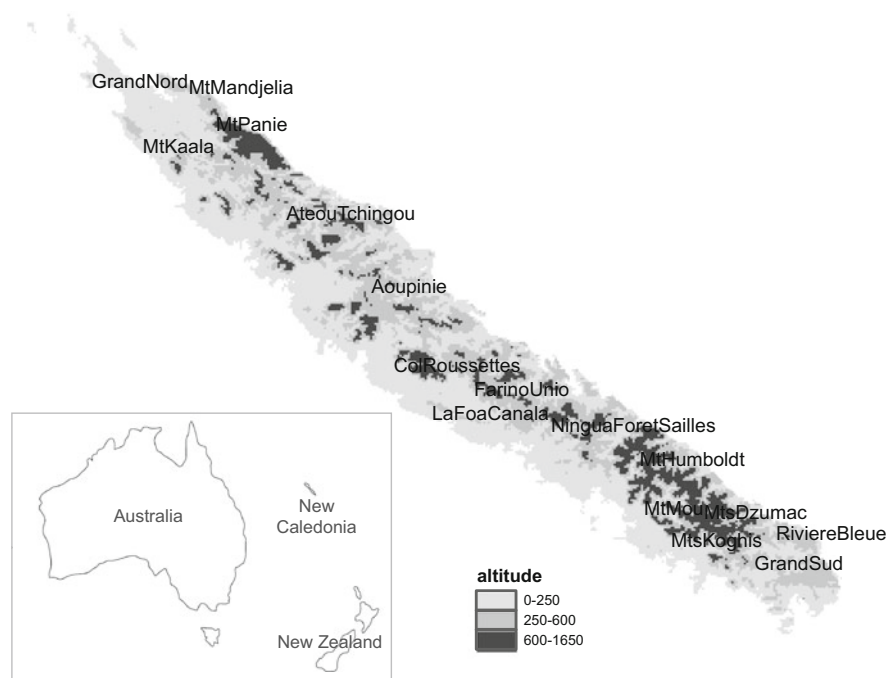 GrandNord
MtMandjelia
MtPanie
MtKaala
AteouTchingou
Aoupinie
ColRoussettes
FarinoUnio
LaFoaCanala
NinguaForetSailles
MtHumboldt
MtMou
MtsDzumac
RiviereBleue
MtsKoghis
GrandSud
Australia
New
Caledonia
New Zealand
altitude
0-250
250-600
600-1650